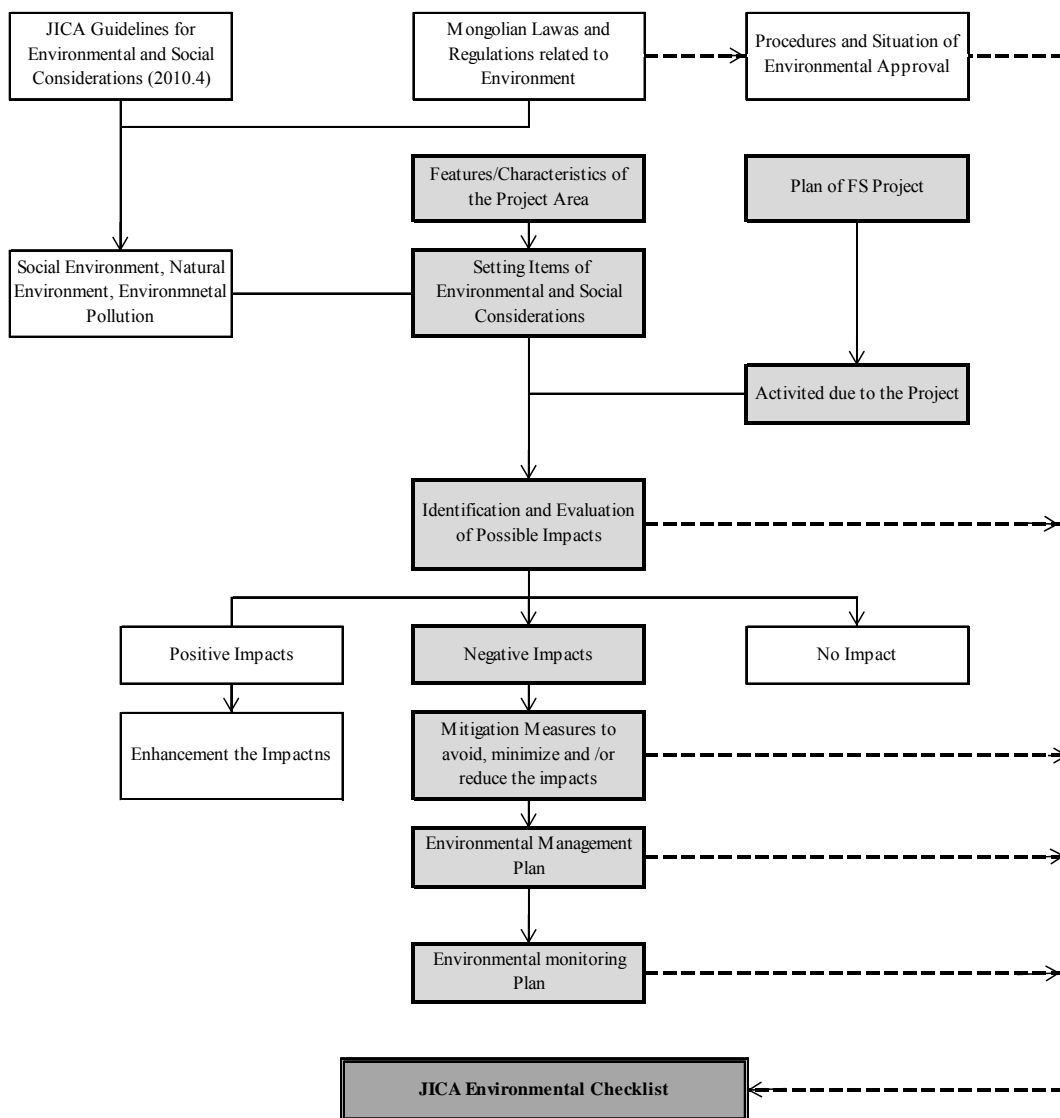 JICA Guidelines for
Environmental and Social
Considerations (2010.4)
Mongolian Lawas and
Regulations related to
Environment
Procedures and Situation of
Environmental Approval
Features/Characteristics of
the Project Area
Plan of FS Project
Social Environment, Natural
Environment, Environmnetal
Pollution
Setting Items of
Environmental and Social
Considerations
Activited due to the Project
Identification and Evaluation
of Possible Impacts
Positive Impacts
Negative Impacts
No Impact
Enhancement the Impactns
Mitigation Measures to
avoid, minimize and /or
reduce the impacts
Environmental Management
Plan
Environmental monitoring
Plan
JICA Environmental Checklist